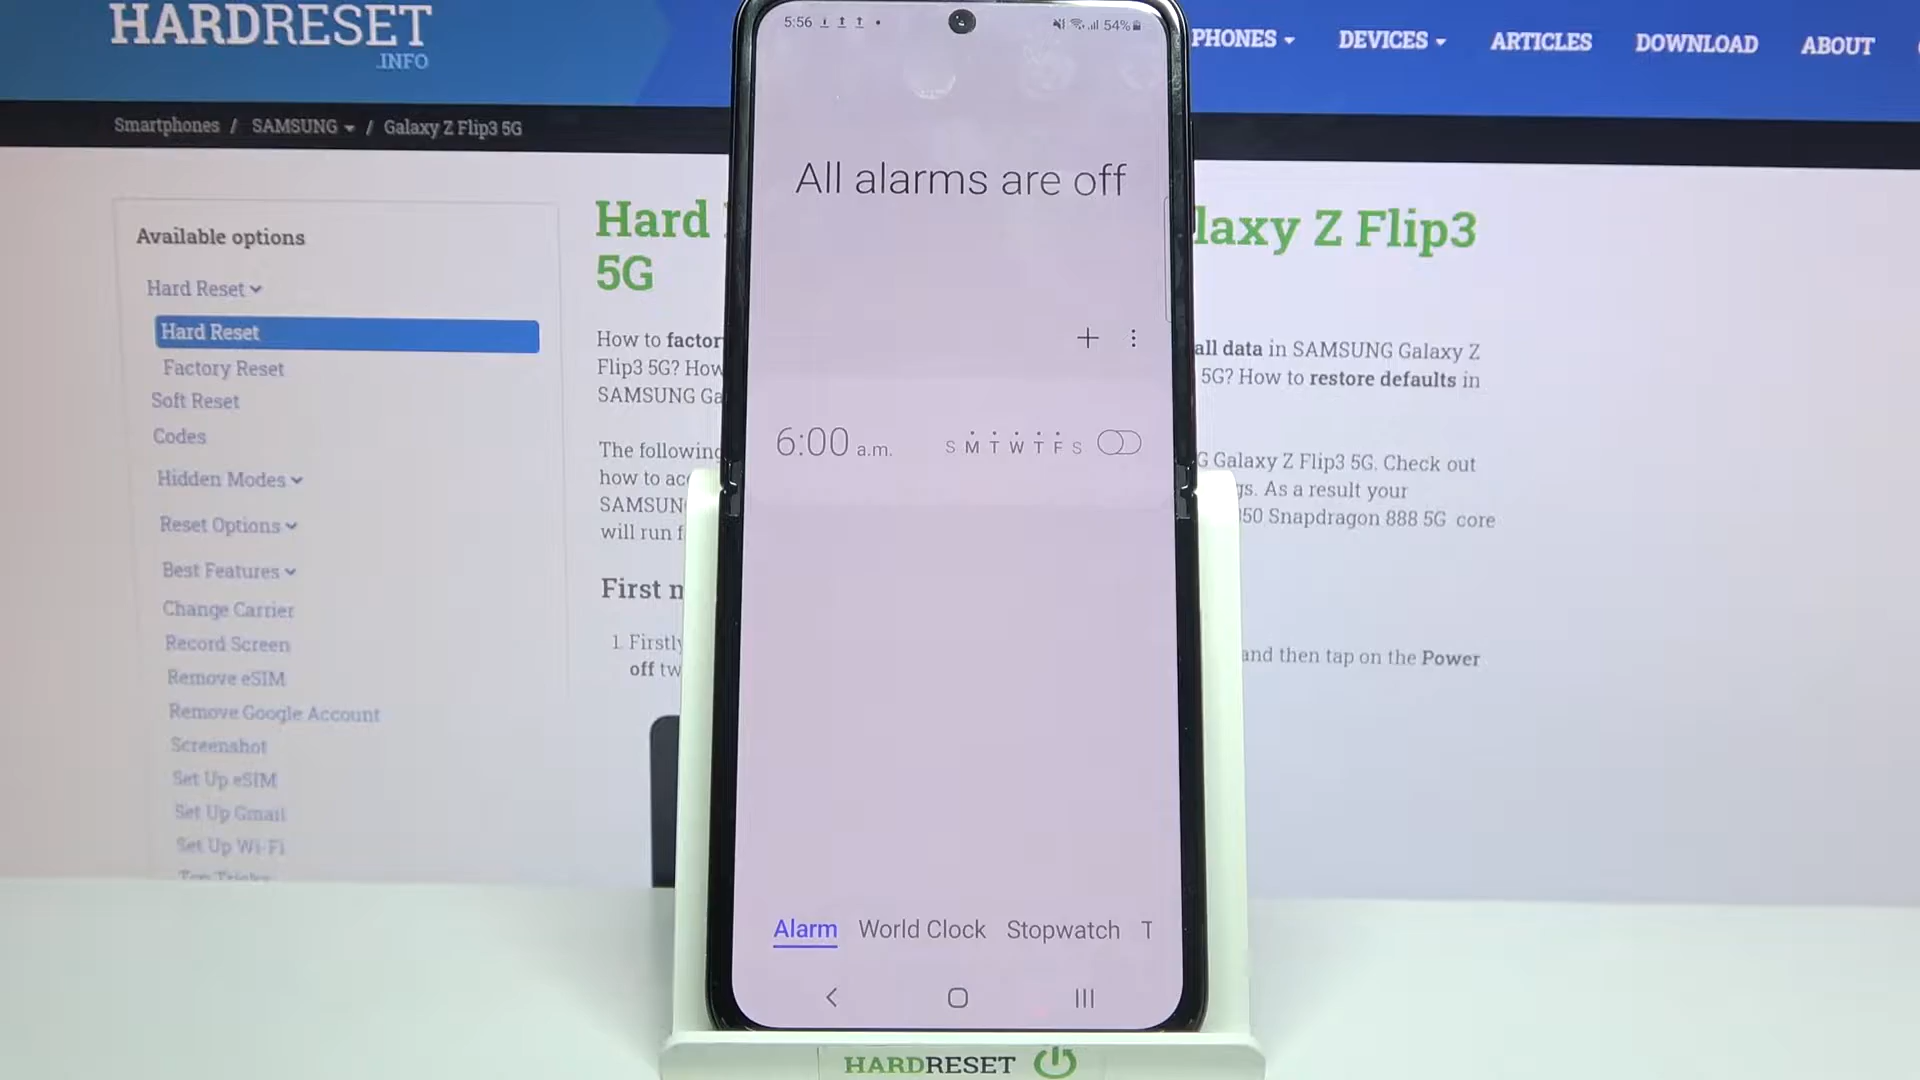 HARDRESET
.INFO
PHONES DEVICES ARTICLES DOWNLOAD ABOUT
Smartphones / SAMSUNG / Galaxy Z Flip3 5G
Available options
Hard Reset
Hard Reset
Factory Reset
Soft Reset
Codes
Hidden Modes
Reset Options
Best Features
Change Carrier
Record Screen
Remove eSIM
Remove Google Account
Screenshot
Set Up eSIM
Set Up Gmail
Set Up Wi-Fi
Top Tricks
Hard
laxy Z Flip3
5G
How to factor
all data in SAMSUNG Galaxy Z
Flip3 5G? How
5G? How to restore defaults in
SAMSUNG Ga
The following
G Galaxy Z Flip3 5G. Check out
how to acc
gs. As a result your
SAMSUN
50 Snapdragon 888 5G core
will run f
First n
1. Firstly
and then tap on the Power
off tw
5:56 54%
All alarms are off
6:00 a.m. S M T W T F S
Alarm World Clock Stopwatch T
HARDRESET